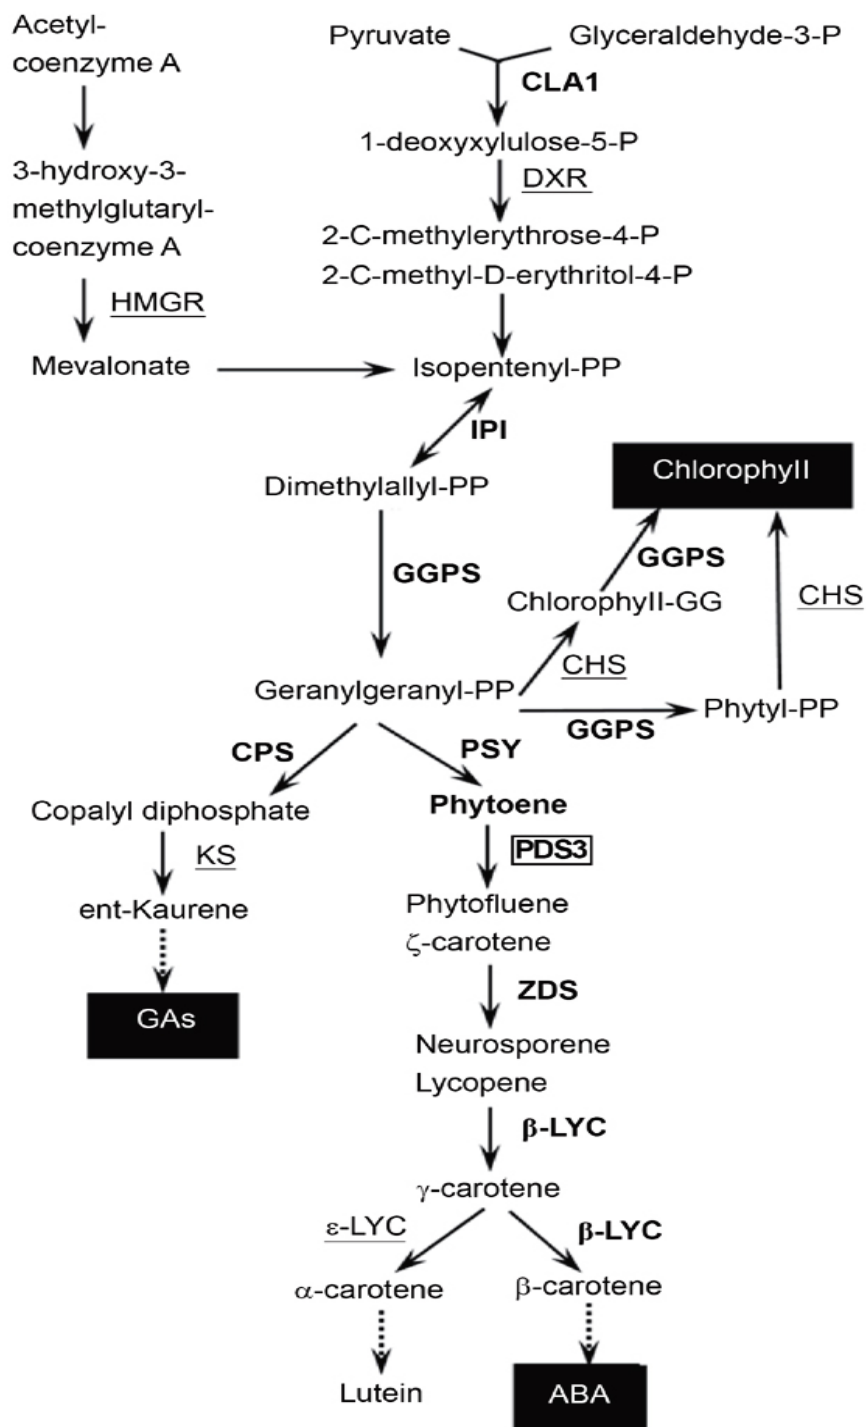 Acetyl-
coenzyme A
Pyruvate
Glyceraldehyde-3-P
CLA1
1-deoxyxylulose-5-P
3-hydroxy-3-
methylglutaryl-
coenzyme A
DXR
2-C-methylerythrose-4-P
2-C-methyl-D-erythritol-4-P
HMGR
Mevalonate
Isopentenyl-PP
IPI
Dimethylallyl-PP
Chlorophyll
GGPS
GGPS
Chlorophyll-GG
CHS
CHS
Geranylgeranyl-PP
GGPS
Phytyl-PP
CPS
PSY
Copalyl diphosphate
Phytoene
KS
PDS3
ent-Kaurene
Phytofluene
ζ-carotene
GAs
ZDS
Neurosporene
Lycopene
β-LYC
γ-carotene
ε-LYC
β-LYC
α-carotene
β-carotene
Lutein
ABA